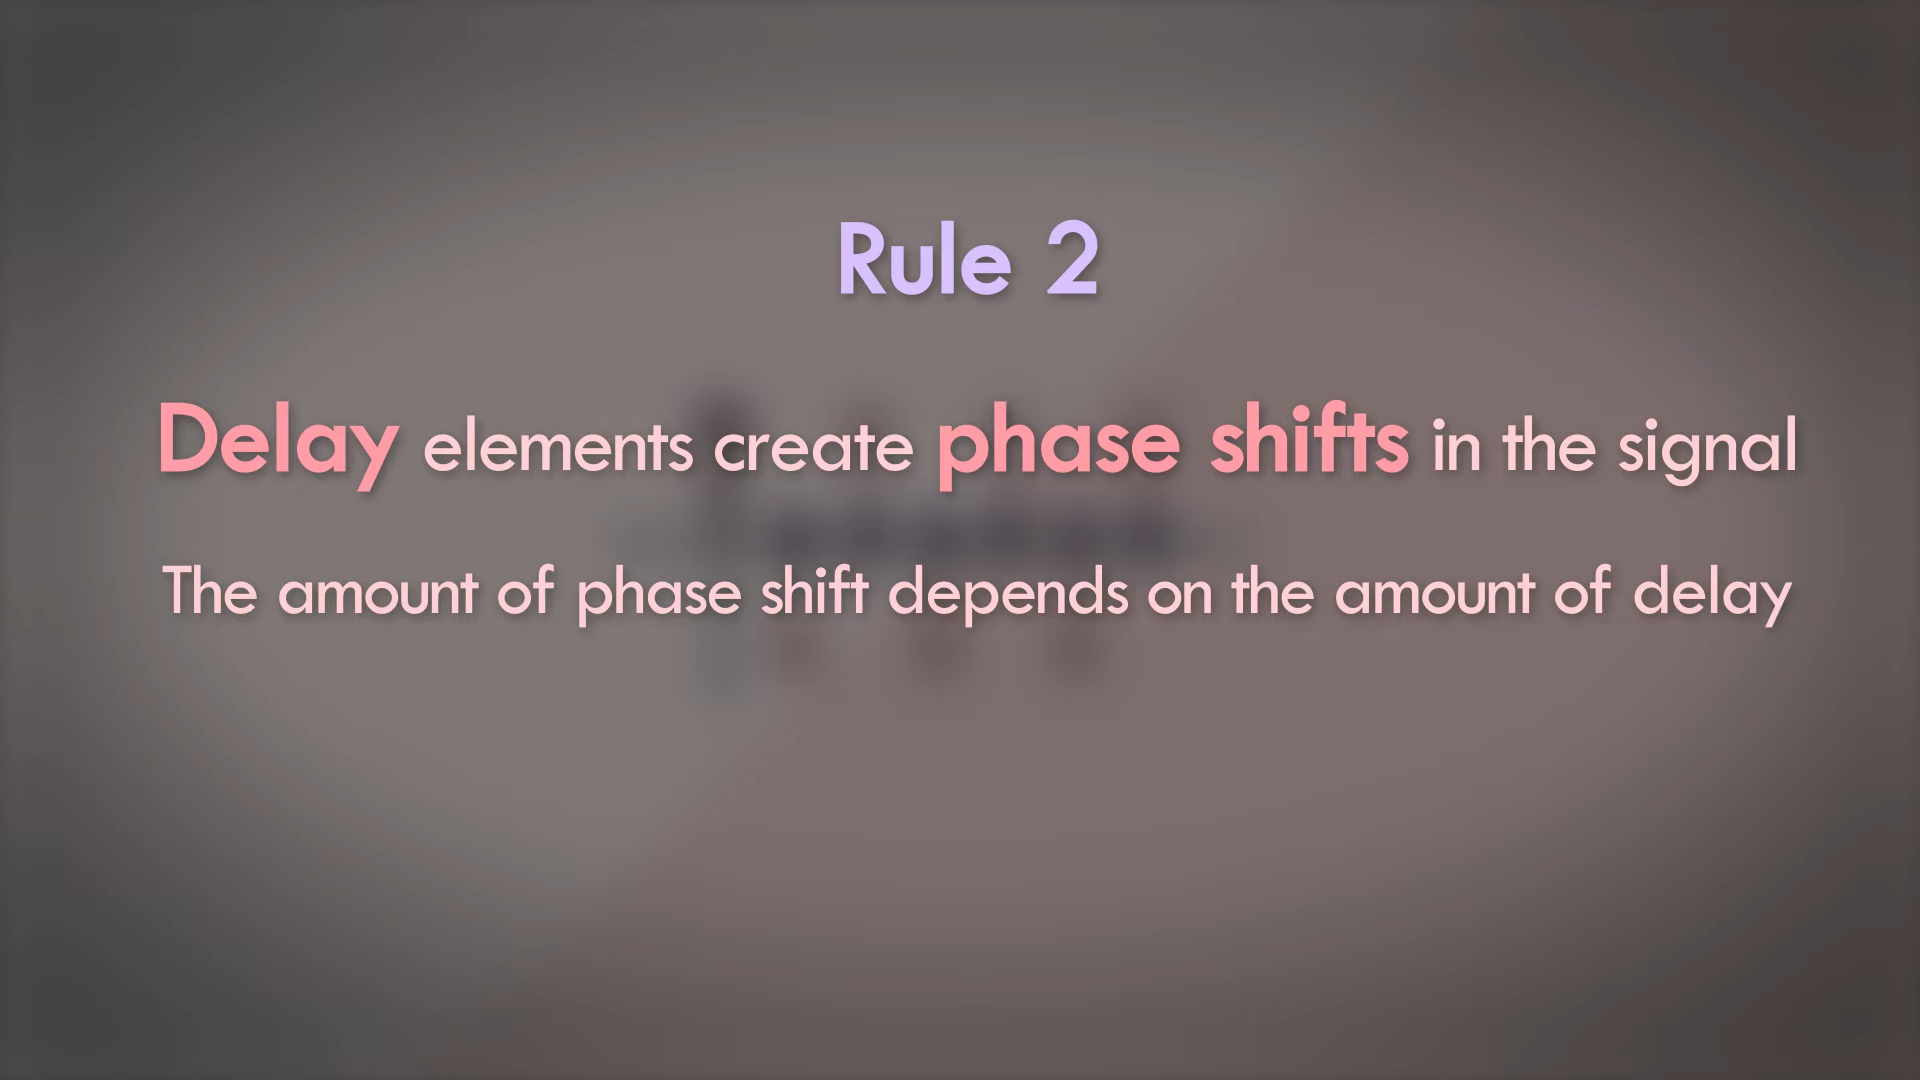 Rule 2
Delay elements create phase shifts in the signal
The amount of phase shift depends on the amount of delay